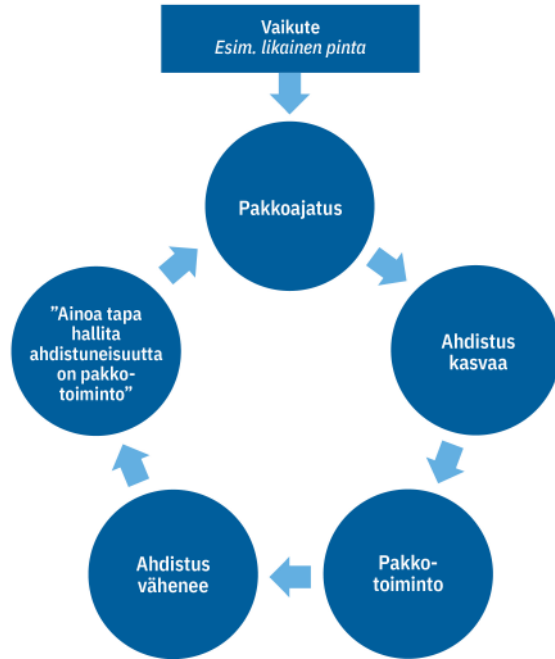 Vaikute
Esim. likainen pinta
Pakkoajatus
Ahdistus
kasvaa
Pakko-
toiminto
Ahdistus
vähenee
”Ainoa tapa
hallita
ahdistuneisuutta
on pakko-
toiminto”